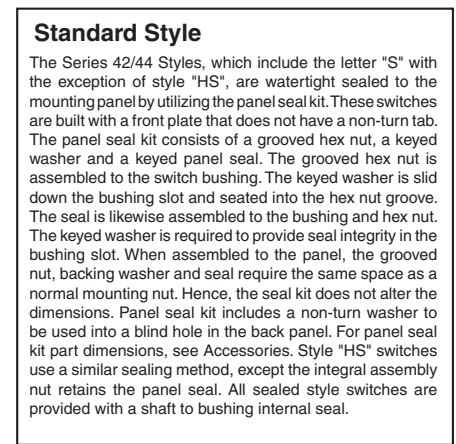 Standard Style
The Series 42/44 Styles, which include the letter "S" with
the exception of style "HS", are watertight sealed to the
mounting panel by utilizing the panel seal kit. These switches
are built with a front plate that does not have a non-turn tab.
The panel seal kit consists of a grooved hex nut, a keyed
washer and a keyed panel seal. The grooved hex nut is
assembled to the switch bushing. The keyed washer is slid
down the bushing slot and seated into the hex nut groove.
The seal is likewise assembled to the bushing and hex nut.
The keyed washer is required to provide seal integrity in the
bushing slot. When assembled to the panel, the grooved
nut, backing washer and seal require the same space as a
normal mounting nut. Hence, the seal kit does not alter the
dimensions. Panel seal kit includes a non-turn washer to
be used into a blind hole in the back panel. For panel seal
kit part dimensions, see Accessories. Style "HS" switches
use a similar sealing method, except the integral assembly
nut retains the panel seal. All sealed style switches are
provided with a shaft to bushing internal seal.